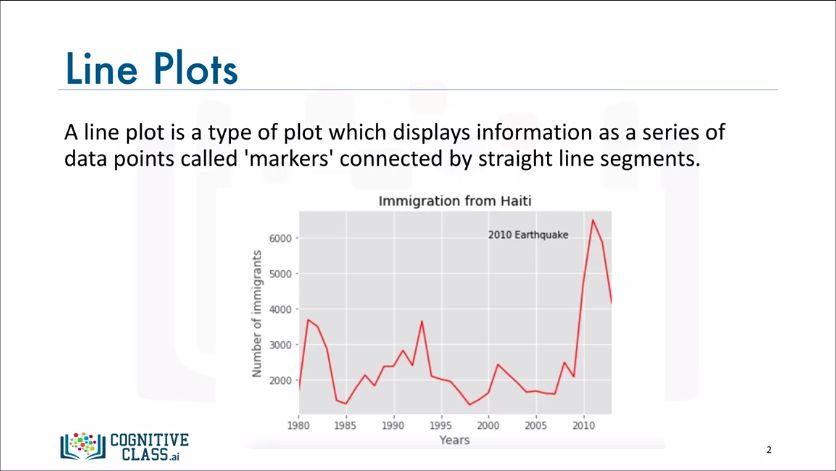 Line Plots
A line plot is a type of plot which displays information as a series of
data points called 'markers' connected by straight line segments.
Immigration from Haiti
2010 Earthquake
Number of immigrants
6000
5000
4000
3000
2000
1980 1985 1990 1995 2000 2005 2010
Years
COGNITIVE
CLASS.ai
2